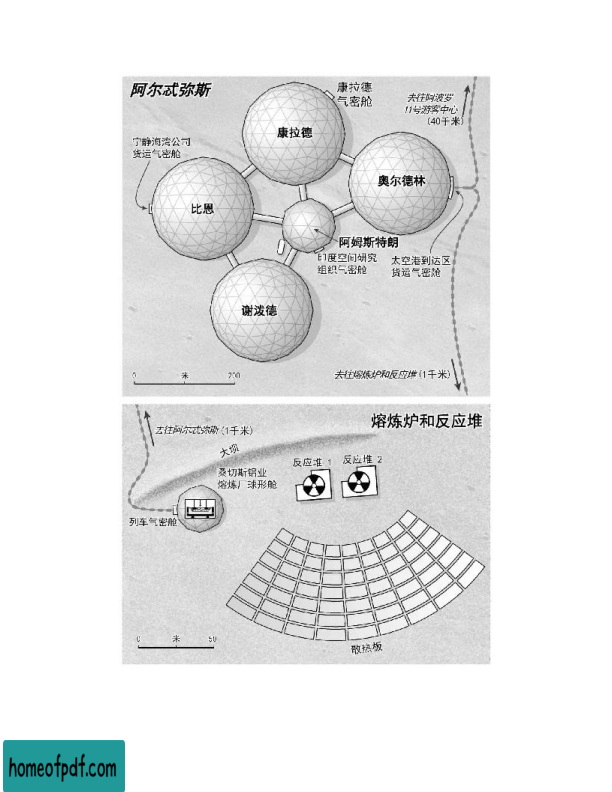 阿尔忒弥斯
康拉德
气密舱
去往阿波罗
11号游客中心
(40千米)
康拉德
宁静海湾公司
货运气密舱
奥尔德林
比恩
阿姆斯特朗
印度空间研究
组织气密舱
太空港到达区
货运气密舱
谢泼德
0 米 200
去往熔炼炉和反应堆(1千米)
熔炼炉和反应堆
去往阿尔忒弥斯(1千米)
大坝
反应堆 1
反应堆 2
桑切斯铝业
熔炼厂球形舱
列车气密舱
0 米 50
散热板
homeofpdf.com